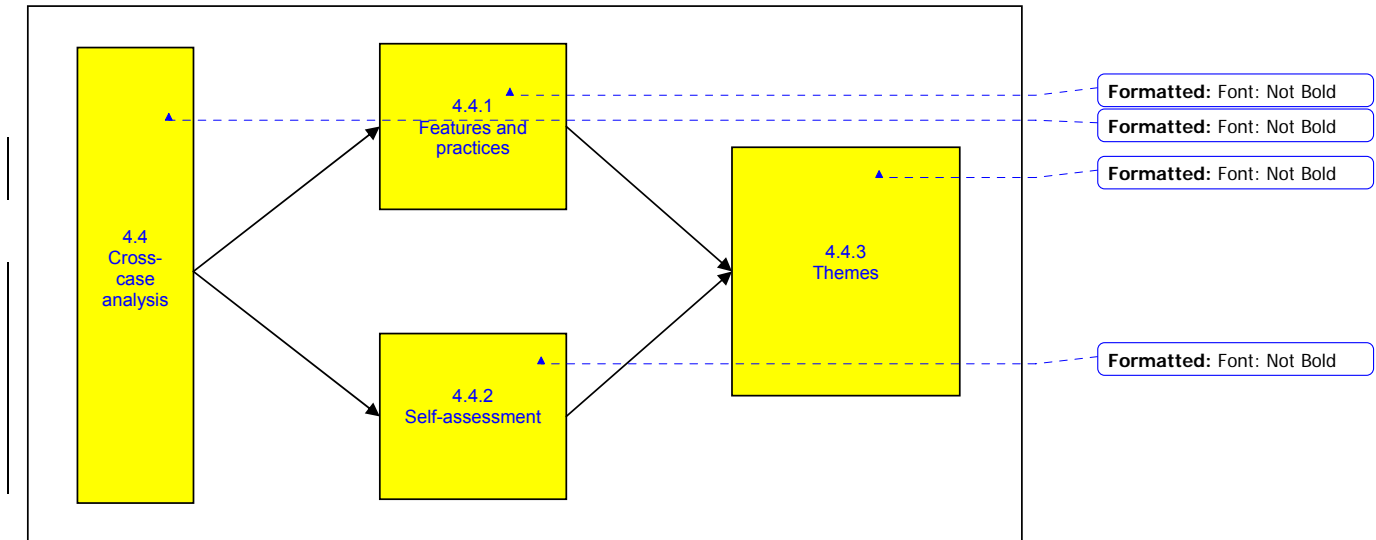 4.4
Cross-
case
analysis
4.4.1
Features and
practices
4.4.2
Self-assessment
4.4.3
Themes
Formatted: Font: Not Bold
Formatted: Font: Not Bold
Formatted: Font: Not Bold
Formatted: Font: Not Bold